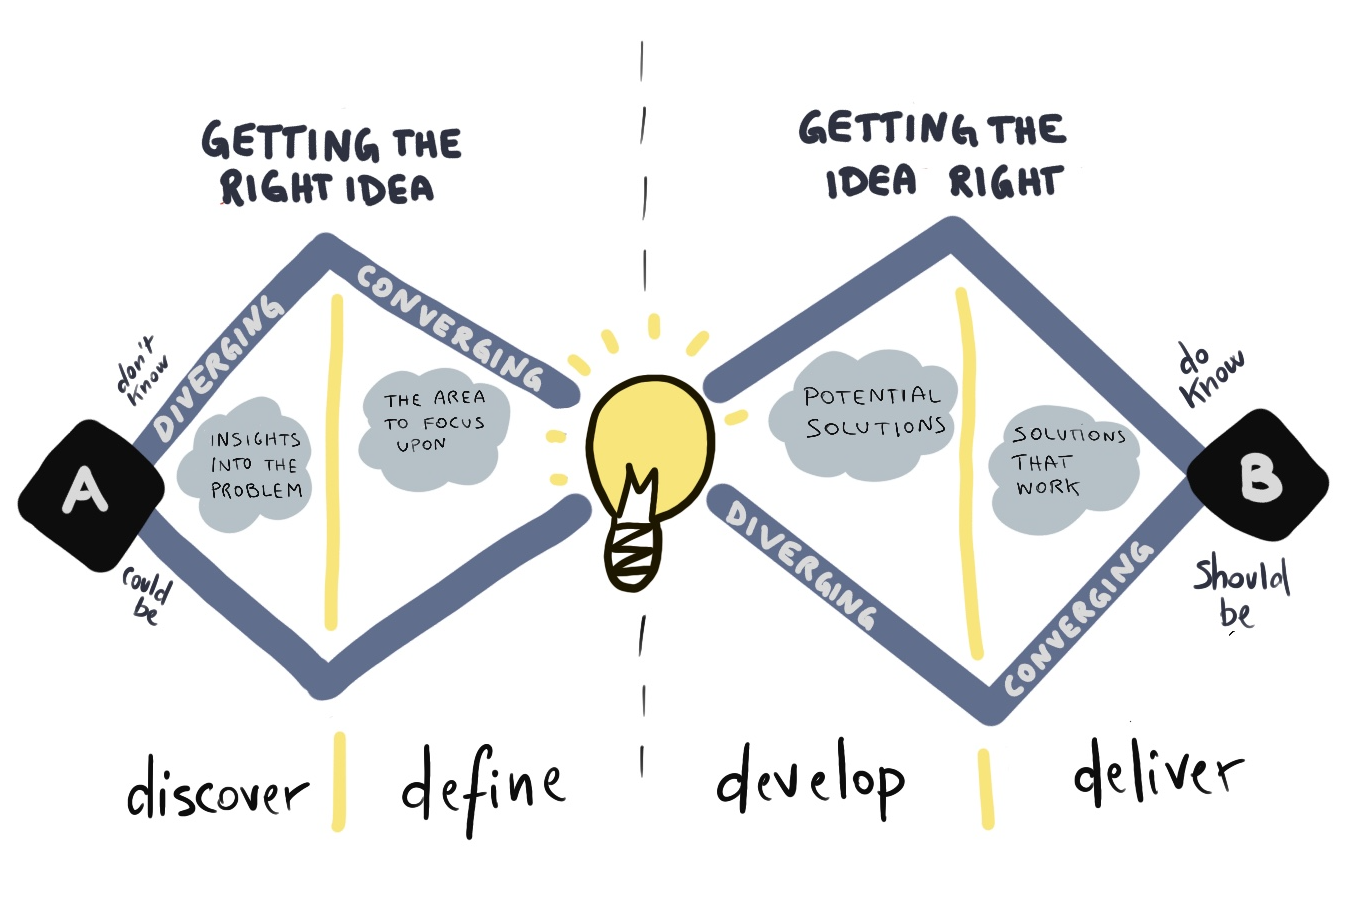 GETTING THE
RIGHT IDEA
GETTING THE
IDEA RIGHT
don't
know
DIVERGING
CONVERGING
A
INSIGHTS
INTO THE
PROBLEM
THE AREA
TO FOCUS
UPON
could
be
POTENTIAL
SOLUTIONS
SOLUTIONS
THAT
WORK
DIVERGING
CONVERGING
do
know
B
Should
be
discover
define
develop
deliver